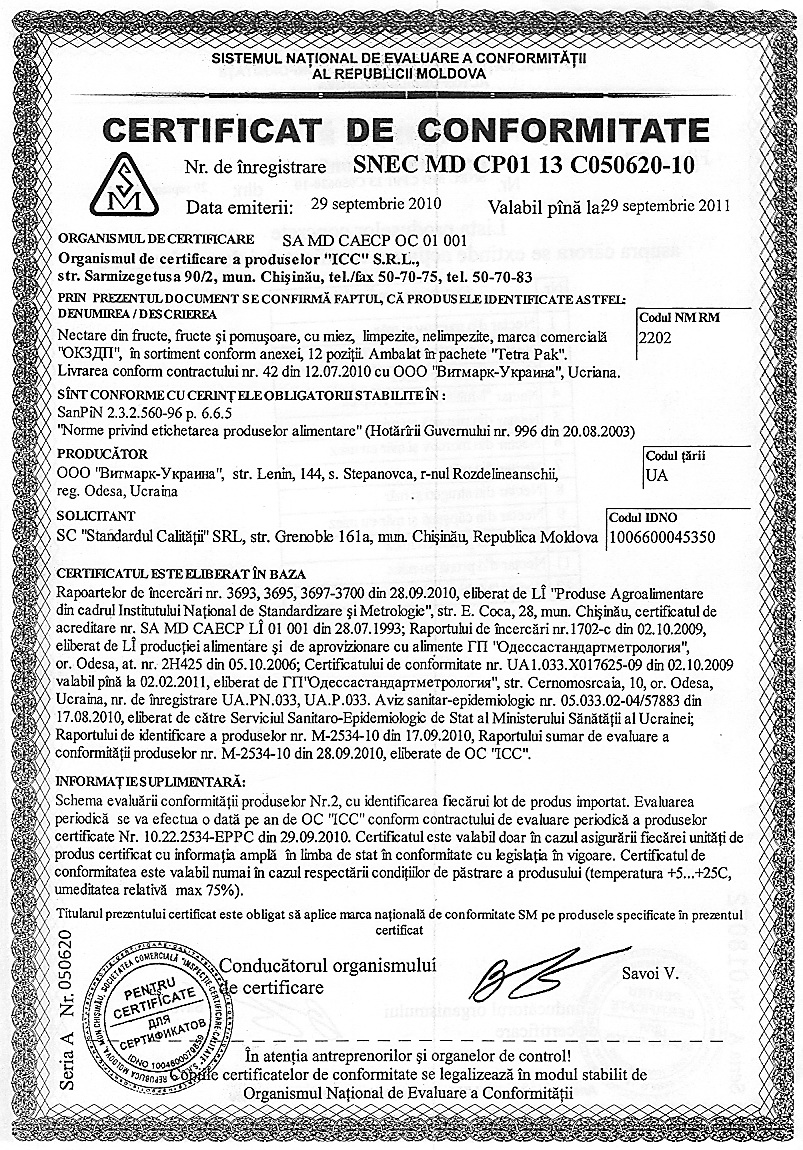 SISTEMUL NAȚIONAL DE EVALUARE A CONFORMITĂȚII
AL REPUBLICII MOLDOVA
CERTIFICAT DE CONFORMITATE
Nr. de înregistrare SNEC MD CP01 13 C050620-10
SM
Data emiterii: 29 septembrie 2010 Valabil pînă la 29 septembrie 2011
ORGANISMUL DE CERTIFICARE SA MD CAECP OC 01 001
Organismul de certificare a produselor "ICC" S.R.L.,
str. Sarmizegetusa 90/2, mun. Chișinău, tel./fax 50-70-75, tel. 50-70-83
PRIN PREZENTUL DOCUMENT SE CONFIRMĂ FAPTUL, CĂ PRODUSELE IDENTIFICATE ASTFEL:
DENUMIREA / DESCRIEREA
Codul NM RM
Nectare din fructe, fructe și pomușoare, cu miez, limpezite, nelimpezite, marca comercială
2202
"ОКЗДП", în sortiment conform anexei, 12 poziții. Ambalat în pachete "Tetra Pak".
Livrarea conform contractului nr. 42 din 12.07.2010 cu ООО "Витмарк-Украина", Ucriana.
SÎNT CONFORME CU CERINȚELE OBLIGATORII STABILITE ÎN :
SanPiN 2.3.2.560-96 p. 6.6.5
"Norme privind etichetarea produselor alimentare" (Hotărîrii Guvernului nr. 996 din 20.08.2003)
PRODUCĂTOR
Codul țării
ООО "Витмарк-Украина", str. Lenin, 144, s. Stepanovca, r-nul Rozdelineanschii,
UA
reg. Odesa, Ucraina
SOLICITANT
Codul IDNO
SC "Standardul Calității" SRL, str. Grenoble 161a, mun. Chișinău, Republica Moldova
1006600045350
CERTIFICATUL ESTE ELIBERAT ÎN BAZA
Rapoartelor de încercări nr. 3693, 3695, 3697-3700 din 28.09.2010, eliberat de LÎ "Produse Agroalimentare
din cadrul Institutului Național de Standardizare și Metrologie", str. E. Coca, 28, mun. Chișinău, certificatul de
acreditare nr. SA MD CAECP LÎ 01 001 din 28.07.1993; Raportului de încercări nr.1702-c din 02.10.2009,
eliberat de LÎ producției alimentare și de aprovizionare cu alimente ГП "Одессастандартметрология",
or. Odesa, at. nr. 2H425 din 05.10.2006; Certificatului de conformitate nr. UA1.033.X017625-09 din 02.10.2009
valabil pînă la 02.02.2011, eliberat de ГП"Одессастандартметрология", str. Cernomosrcaia, 10, or. Odesa,
Ucraina, nr. de înregistrare UA.PN.033, UA.P.033. Aviz sanitar-epidemiologic nr. 05.033.02-04/57883 din
17.08.2010, eliberat de către Serviciul Sanitaro-Epidemiologic de Stat al Ministerului Sănătății al Ucrainei;
Raportului de identificare a produselor nr. M-2534-10 din 17.09.2010, Raportului sumar de evaluare a
conformității produselor nr. M-2534-10 din 28.09.2010, eliberate de OC "ICC".
INFORMAȚIE SUPLIMENTARĂ:
Schema evaluării conformității produselor Nr.2, cu identificarea fiecărui lot de produs importat. Evaluarea
periodică se va efectua o dată pe an de OC "ICC" conform contractului de evaluare periodică a produselor
certificate Nr. 10.22.2534-EPPC din 29.09.2010. Certificatul este valabil doar în cazul asigurării fiecărei unități de
produs certificat cu informația amplă în limba de stat în conformitate cu legislația în vigoare. Certificatul de
conformitatea este valabil numai în cazul respectării condițiilor de păstrare a produsului (temperatura +5...+25C,
umeditatea relativă max 75%).
Titularul prezentului certificat este obligat să aplice marca națională de conformitate SM pe produsele specificate în prezentul
certificat
Seria A Nr. 050620
Conducătorul organismului
de certificare
Savoi V.
PENTRU
CERTIFICATE
ДЛЯ
СЕРТИФИКАТОВ
În atenția antreprenorilor și organelor de control!
Copiile certificatelor de conformitate se legalizează în modul stabilit de
Organismul Național de Evaluare a Conformității